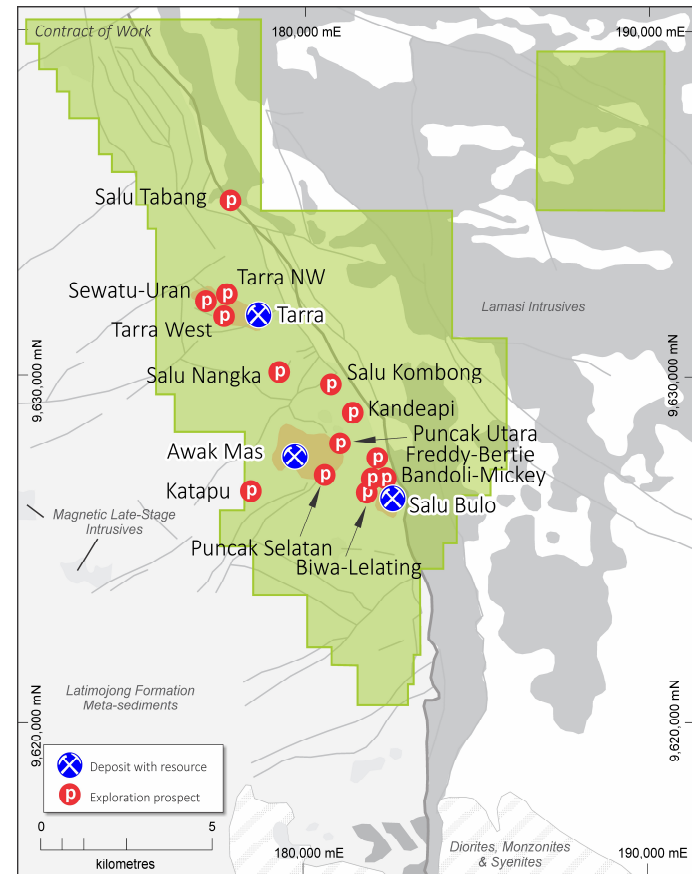 Contract of Work
180,000 mE
190,000 mE
Salu Tabang
p
Tarra NW
Sewatu-Uran
p
p
Tarra West
p
Tarra
Lamasi Intrusives
9,630,000 mN
9,630,000 mN
Salu Nangka
p
Salu Kombong
p
Kandeapi
p
Puncak Utara
p
Awak Mas
Freddy-Bertie
p
Bandoli-Mickey
p
p
p
Katapu
p
p
Salu Bulo
Magnetic Late-Stage
Intrusives
Puncak Selatan
Biwa-Lelating
Latimojong Formation
Meta-sediments
9,620,000 mN
9,620,000 mN
Deposit with resource
p
Exploration prospect
0
5
kilometres
180,000 mE
Diorites, Monzonites
& Syenites
190,000 mE